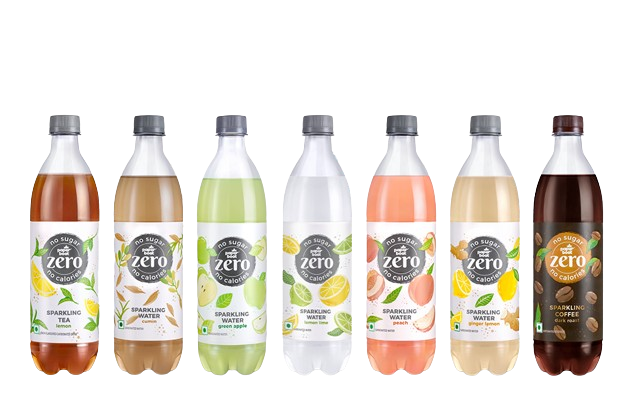 no sugar
zero
no calories
SPARKLING
TEA
lemon
no sugar
zero
no calories
SPARKLING
WATER
no sugar
zero
no calories
SPARKLING
WATER
green apple
no sugar
zero
no calories
SPARKLING
WATER
lemon lime
no sugar
zero
no calories
SPARKLING
WATER
peach
no sugar
zero
no calories
SPARKLING
WATER
ginger lemon
no sugar
zero
no calories
SPARKLING
COFFEE
dark roast